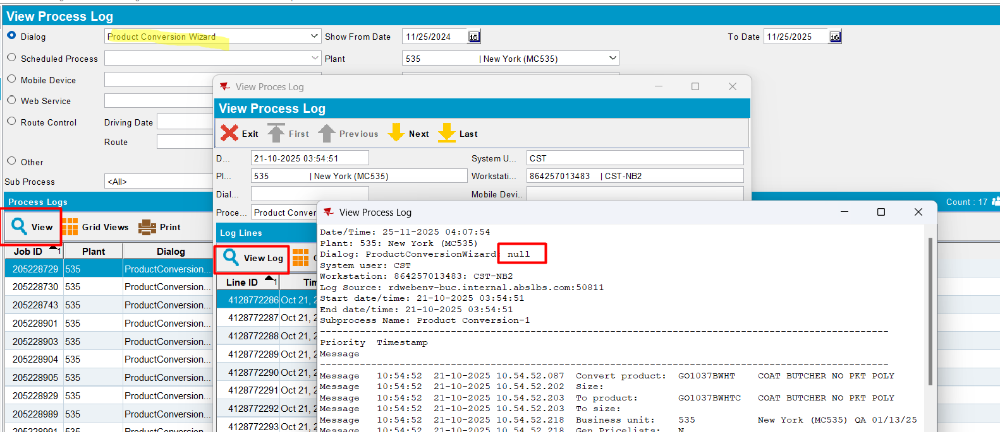 View Process Log
Dialog Product Conversion Wizard Show From Date 11/25/2024 16 To Date 11/25/2025 16
Scheduled Process Plant 535 | New York (MC535)
Mobile Device
Web Service
Route Control Driving Date
Route
Other
Sub Process <All>
Process Logs Count : 17
View Grid Views Print
Job ID 1 Plant Dialog
205228729 535 ProductConversion...
205228730 535 ProductConversion...
205228743 535 ProductConversion...
205228901 535 ProductConversion...
205228903 535 ProductConversion...
205228904 535 ProductConversion...
205228905 535 ProductConversion...
205228929 535 ProductConversion...
205228989 535 ProductConversion...
205228991 535 ProductConversion...
View Proces Log
View Process Log
Exit First Previous Next Last
D... 21-10-2025 03:54:51 System U... CST
Pl... 535 | New York (MC535) Workstati... 864257013483 | CST-NB2
Dial... Mobile Devi..
Proce... Product Conver
Log Lines
View Log
Line ID 1 Tim
4128772286 Oct 21, 2
4128772287 Oct 21, 2
4128772288 Oct 21, 2
4128772289 Oct 21, 2
4128772290 Oct 21, 2
4128772291 Oct 21, 2
4128772292 Oct 21, 2
4128772293 Oct 21, 2
View Process Log
Date/Time: 25-11-2025 04:07:54
Plant: 535: New York (MC535)
Dialog: ProductConversionWizard: null
System user: CST
Workstation: 864257013483: CST-NB2
Log Source: rdwebenv-buc.internal.abslbs.com:50811
Start date/time: 21-10-2025 03:54:51
End date/time: 21-10-2025 03:54:51
Subprocess Name: Product Conversion-1
----------------------------------------------------------------------------------------------------
Priority Timestamp
Message
----------------------------------------------------------------------------------------------------
Message 10:54:52 21-10-2025 10.54.52.087 Convert product: GO1037BWHT COAT BUTCHER NO PKT POLY
Message 10:54:52 21-10-2025 10.54.52.202 Size:
Message 10:54:52 21-10-2025 10.54.52.203 To product: GO1037BWHTC COAT BUTCHER NO PKT POLY
Message 10:54:52 21-10-2025 10.54.52.203 To size:
Message 10:54:52 21-10-2025 10.54.52.218 Business unit: 535 New York (MC535) QA 01/13/25
Message 10:54:52 21-10-2025 10.54.52.218 Gen Pricelists: N